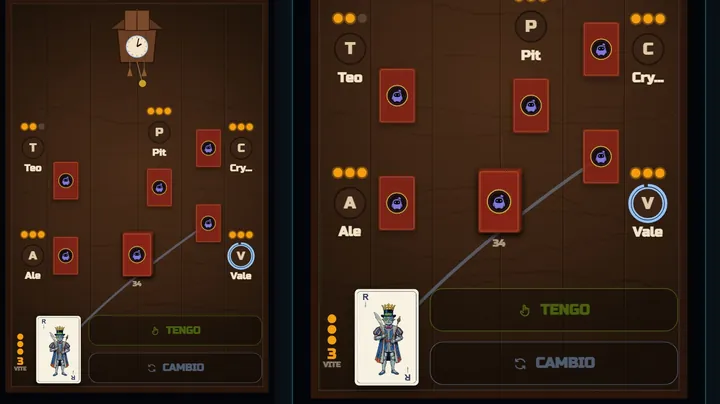 P
T
C
Teo
Pit
Cry...
A
V
Ale
Vale
34
R
TENGO
3
VITE
CAMBIO
R
P
T
C
Teo
Pit
Cry...
A
V
Ale
Vale
34
R
TENGO
3
VITE
CAMBIO
R